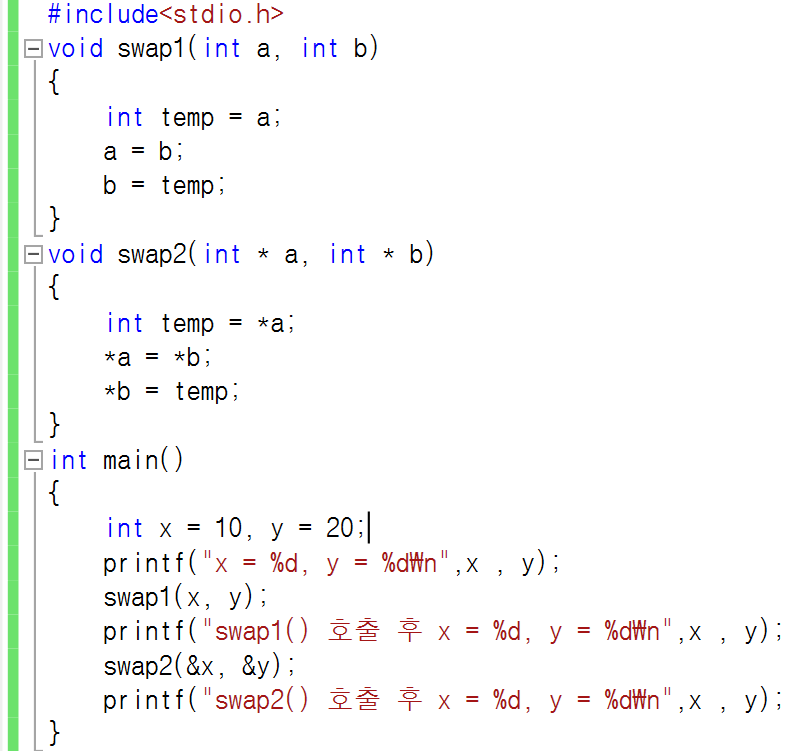 #include<stdio.h>
void swap1(int a, int b)
{
int temp = a;
a = b;
b = temp;
}
void swap2(int * a, int * b)
{
int temp = *a;
*a = *b;
*b = temp;
}
int main()
{
int x = 10, y = 20;
printf("x = %d, y = %d₩n",x , y);
swap1(x, y);
printf("swap1() 호출 후 x = %d, y = %d₩n",x , y);
swap2(&x, &y);
printf("swap2() 호출 후 x = %d, y = %d₩n",x , y);
}